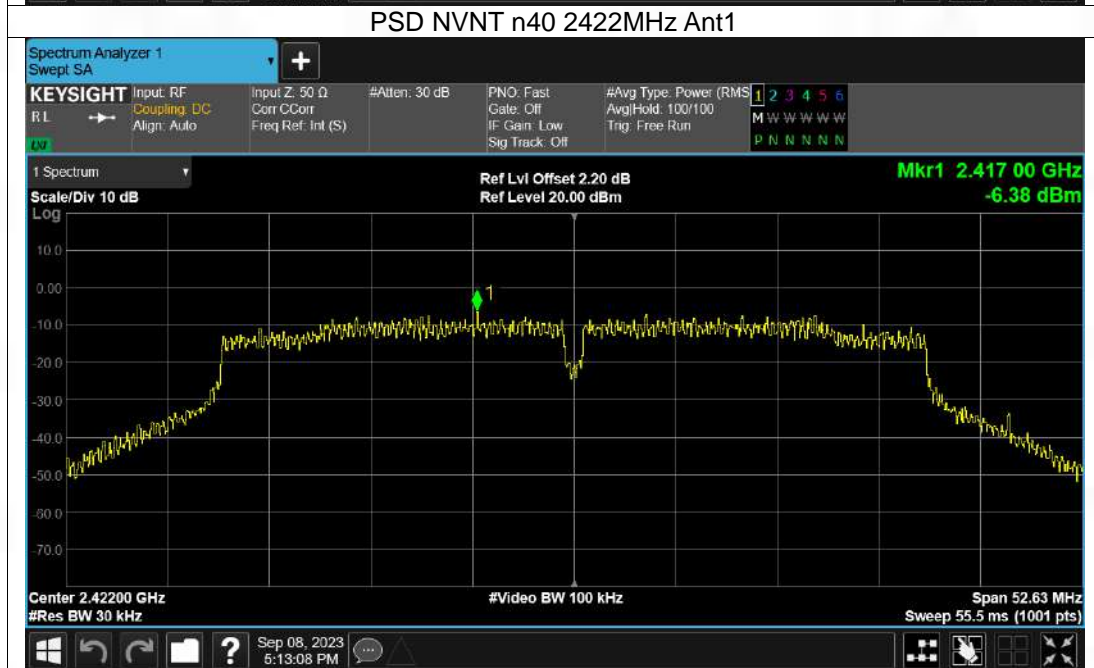 PSD NVNT n40 2422MHz Ant1
Spectrum Analyzer 1
Swept SA
+
KEYSIGHT
RL
LXI
Input: RF
Coupling: DC
Align: Auto
Input Z: 50 Ω
Corr CCorr
Freq Ref: Int (S)
#Atten: 30 dB
PNO: Fast
Gate: Off
IF Gain: Low
Sig Track: Off
#Avg Type: Power (RMS
Avg|Hold: 100/100
Trig: Free Run
1 2 3 4 5 6
M W W W W W
P N N N N N
1 Spectrum
Scale/Div 10 dB
Log
Ref Lvl Offset 2.20 dB
Ref Level 20.00 dBm
Mkr1 2.417 00 GHz
-6.38 dBm
10.0
0.00
-10.0
-20.0
-30.0
-40.0
-50.0
-60.0
-70.0
1
Center 2.42200 GHz
#Res BW 30 kHz
#Video BW 100 kHz
Span 52.63 MHz
Sweep 55.5 ms (1001 pts)
?
Sep 08, 2023
5:13:08 PM